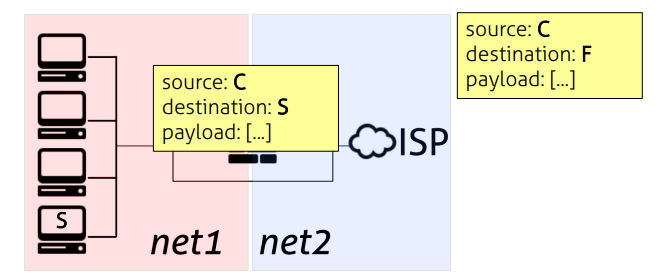 source: C
destination: F
payload: [...]
source: C
destination: S
payload: [...]
ISP
S
net1
net2